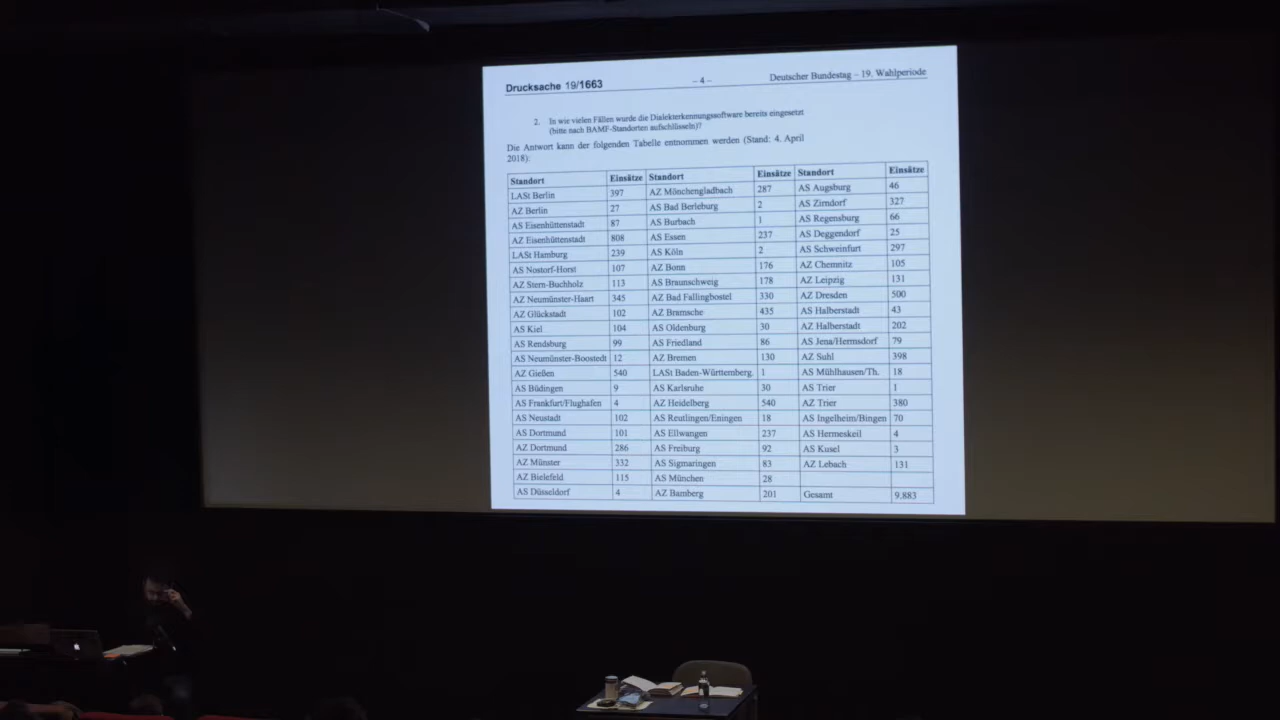 Drucksache 19/1663 – 4 – Deutscher Bundestag – 19. Wahlperiode
2. In wie vielen Fällen wurde die Dialekterkennungssoftware bereits eingesetzt
(bitte nach BAMF-Standorten aufschlüsseln)?
Die Antwort kann der folgenden Tabelle entnommen werden (Stand: 4. April
2018):
Standort Einsätze Standort Einsätze Standort Einsätze
LASt Berlin 397 AZ Mönchengladbach 287 AS Augsburg 46
AZ Berlin 27 AS Bad Berleburg 2 AS Zirndorf 327
AS Eisenhüttenstadt 87 AS Burbach 1 AS Regensburg 66
AZ Eisenhüttenstadt 808 AS Essen 237 AS Deggendorf 25
LASt Hamburg 239 AS Köln 2 AS Schweinfurt 297
AS Nostorf-Horst 107 AZ Bonn 176 AZ Chemnitz 105
AZ Stern-Buchholz 113 AS Braunschweig 178 AZ Leipzig 131
AZ Neumünster-Haart 345 AZ Bad Fallingbostel 330 AZ Dresden 500
AZ Glückstadt 102 AZ Bramsche 435 AS Halberstadt 43
AS Kiel 104 AS Oldenburg 30 AZ Halberstadt 202
AS Rendsburg 99 AS Friedland 86 AS Jena/Hermsdorf 79
AS Neumünster-Boostedt 12 AZ Bremen 130 AZ Suhl 398
AZ Gießen 540 LASt Baden-Württemberg. 1 AS Mühlhausen/Th. 18
AS Büdingen 9 AS Karlsruhe 30 AS Trier 1
AS Frankfurt/Flughafen 4 AZ Heidelberg 540 AZ Trier 380
AS Neustadt 102 AS Reutlingen/Eningen 18 AS Ingelheim/Bingen 70
AS Dortmund 101 AS Ellwangen 237 AS Hermeskeil 4
AZ Dortmund 286 AS Freiburg 92 AS Kusel 3
AZ Münster 332 AS Sigmaringen 83 AZ Lebach 131
AZ Bielefeld 115 AS München 28
AS Düsseldorf 4 AZ Bamberg 201 Gesamt 9.883